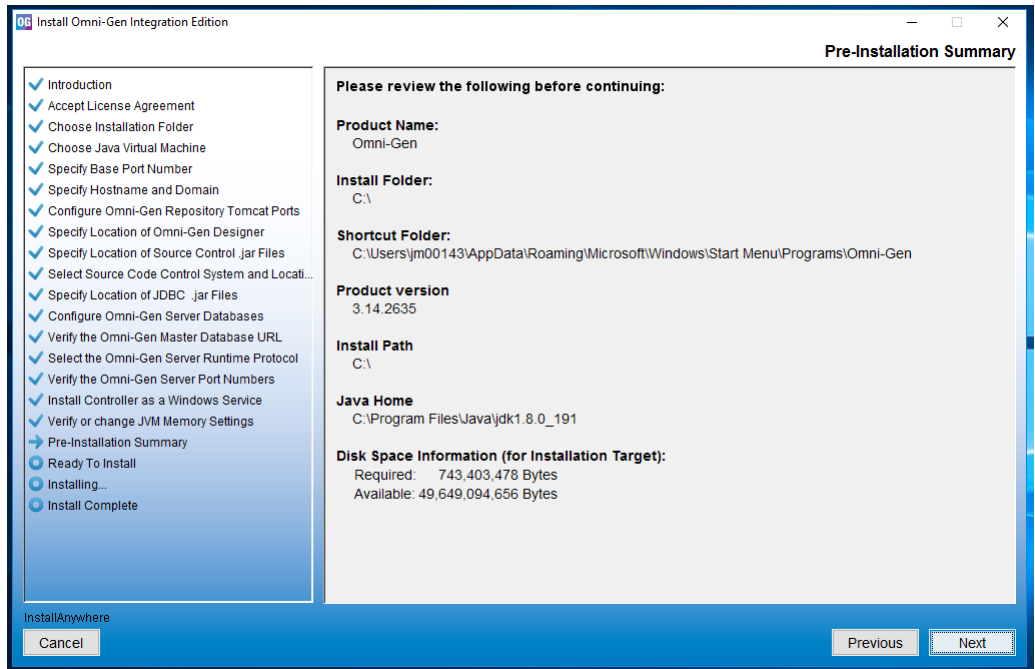 OG Install Omni-Gen Integration Edition
Pre-Installation Summary
Introduction
Accept License Agreement
Choose Installation Folder
Choose Java Virtual Machine
Specify Base Port Number
Specify Hostname and Domain
Configure Omni-Gen Repository Tomcat Ports
Specify Location of Omni-Gen Designer
Specify Location of Source Control .jar Files
Select Source Code Control System and Locati...
Specify Location of JDBC .jar Files
Configure Omni-Gen Server Databases
Verify the Omni-Gen Master Database URL
Select the Omni-Gen Server Runtime Protocol
Verify the Omni-Gen Server Port Numbers
Install Controller as a Windows Service
Verify or change JVM Memory Settings
Pre-Installation Summary
Ready To Install
Installing...
Install Complete
Please review the following before continuing:
Product Name:
Omni-Gen
Install Folder:
C:\
Shortcut Folder:
C:\Users\jm00143\AppData\Roaming\Microsoft\Windows\Start Menu\Programs\Omni-Gen
Product version
3.14.2635
Install Path
C:\
Java Home
C:\Program Files\Java\jdk1.8.0_191
Disk Space Information (for Installation Target):
Required: 743,403,478 Bytes
Available: 49,649,094,656 Bytes
InstallAnywhere
Cancel
Previous
Next